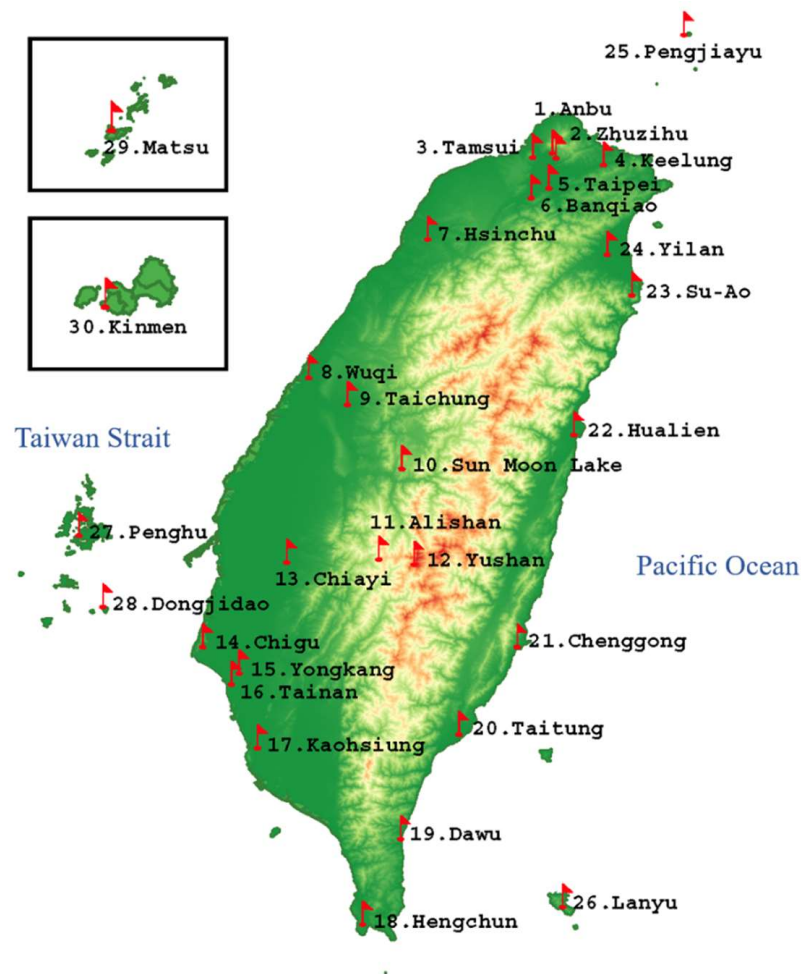 25.Pengjiayu
1.Anbu
2.Zhuzihu
3.Tamsui
4.Keelung
29.Matsu
5.Taipei
6.Banqiao
7.Hsinchu
24.Yilan
23.Su-Ao
30.Kinmen
8.Wuqi
9.Taichung
22.Hualien
Taiwan Strait
10.Sun Moon Lake
11.Alishan
27.Penghu
12.Yushan
Pacific Ocean
13.Chiayi
28.Dongjidao
14.Chigu
21.Chenggong
15.Yongkang
16.Tainan
20.Taitung
17.Kaohsiung
19.Dawu
26.Lanyu
18.Hengchun